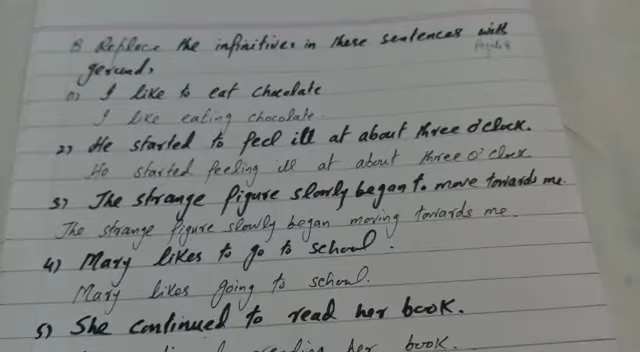 B Replace the infinitives in these sentences with
gerund.
1) I like to eat chocolate
I like eating chocolate.
2) He started to feel ill at about three o'clock.
He started feeling ill at about three o'clock
3) The strange figure slowly began to move towards me.
The strange figure slowly began moving towards me.
4) Mary likes to go to school.
Mary likes going to school.
5) She continued to read her book.
reading her book.